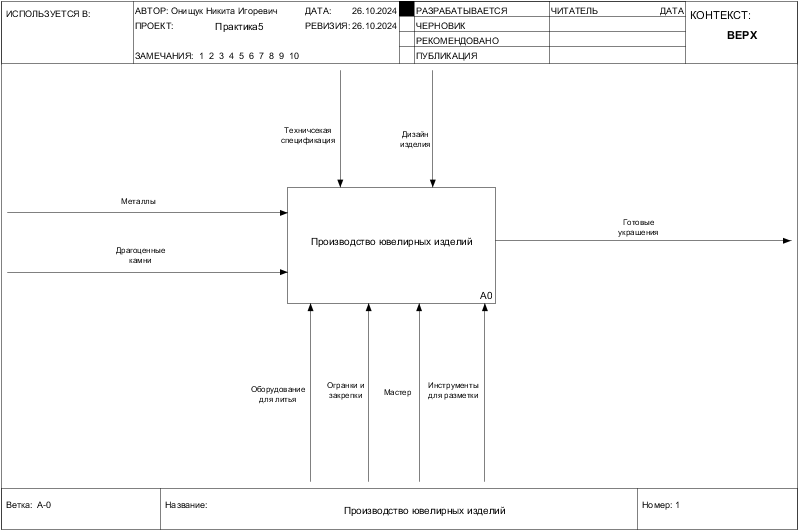 ИСПОЛЬЗУЕТСЯ В:
АВТОР: Онищук Никита Игоревич
ДАТА: 26.10.2024
ПРОЕКТ: Практика5
РЕВИЗИЯ: 26.10.2024
ЗАМЕЧАНИЯ: 1 2 3 4 5 6 7 8 9 10
РАЗРАБАТЫВАЕТСЯ
ЧЕРНОВИК
РЕКОМЕНДОВАНО
ПУБЛИКАЦИЯ
ЧИТАТЕЛЬ ДАТА
КОНТЕКСТ:
ВЕРХ
Техничсекая
спецификация
Дизайн
изделия
Металлы
Драгоценные
камни
Производство ювелирных изделий
A0
Готовые
украшения
Оборудование
для литья
Огранки и
закрепки
Мастер
Инструменты
для разметки
Ветка: A-0
Название:
Производство ювелирных изделий
Номер: 1